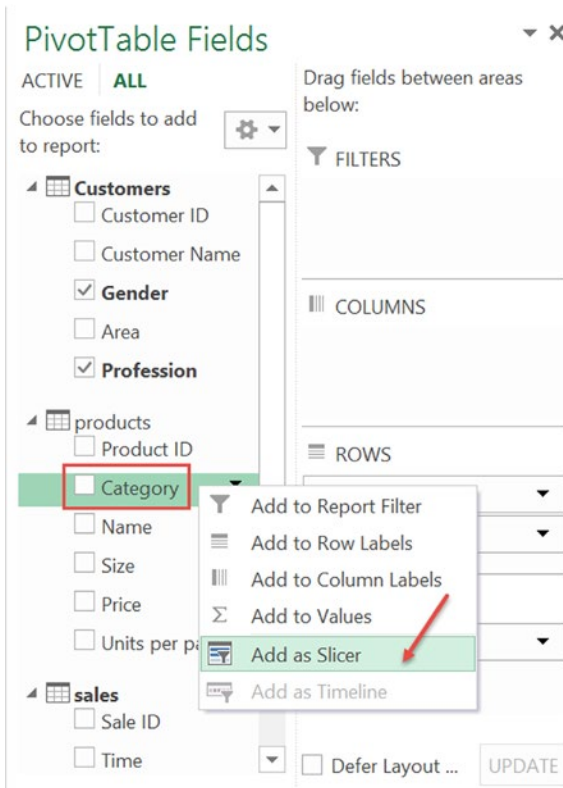 PivotTable Fields
ACTIVE ALL
Choose fields to add
to report:
Customers
Customer ID
Customer Name
Gender
Area
Profession
products
Product ID
Category
Name
Size
Price
Units per pa
sales
Sale ID
Time
Drag fields between areas
below:
FILTERS
COLUMNS
ROWS
Add to Report Filter
Add to Row Labels
Add to Column Labels
Σ Add to Values
Add as Slicer
Add as Timeline
Defer Layout ...
UPDATE